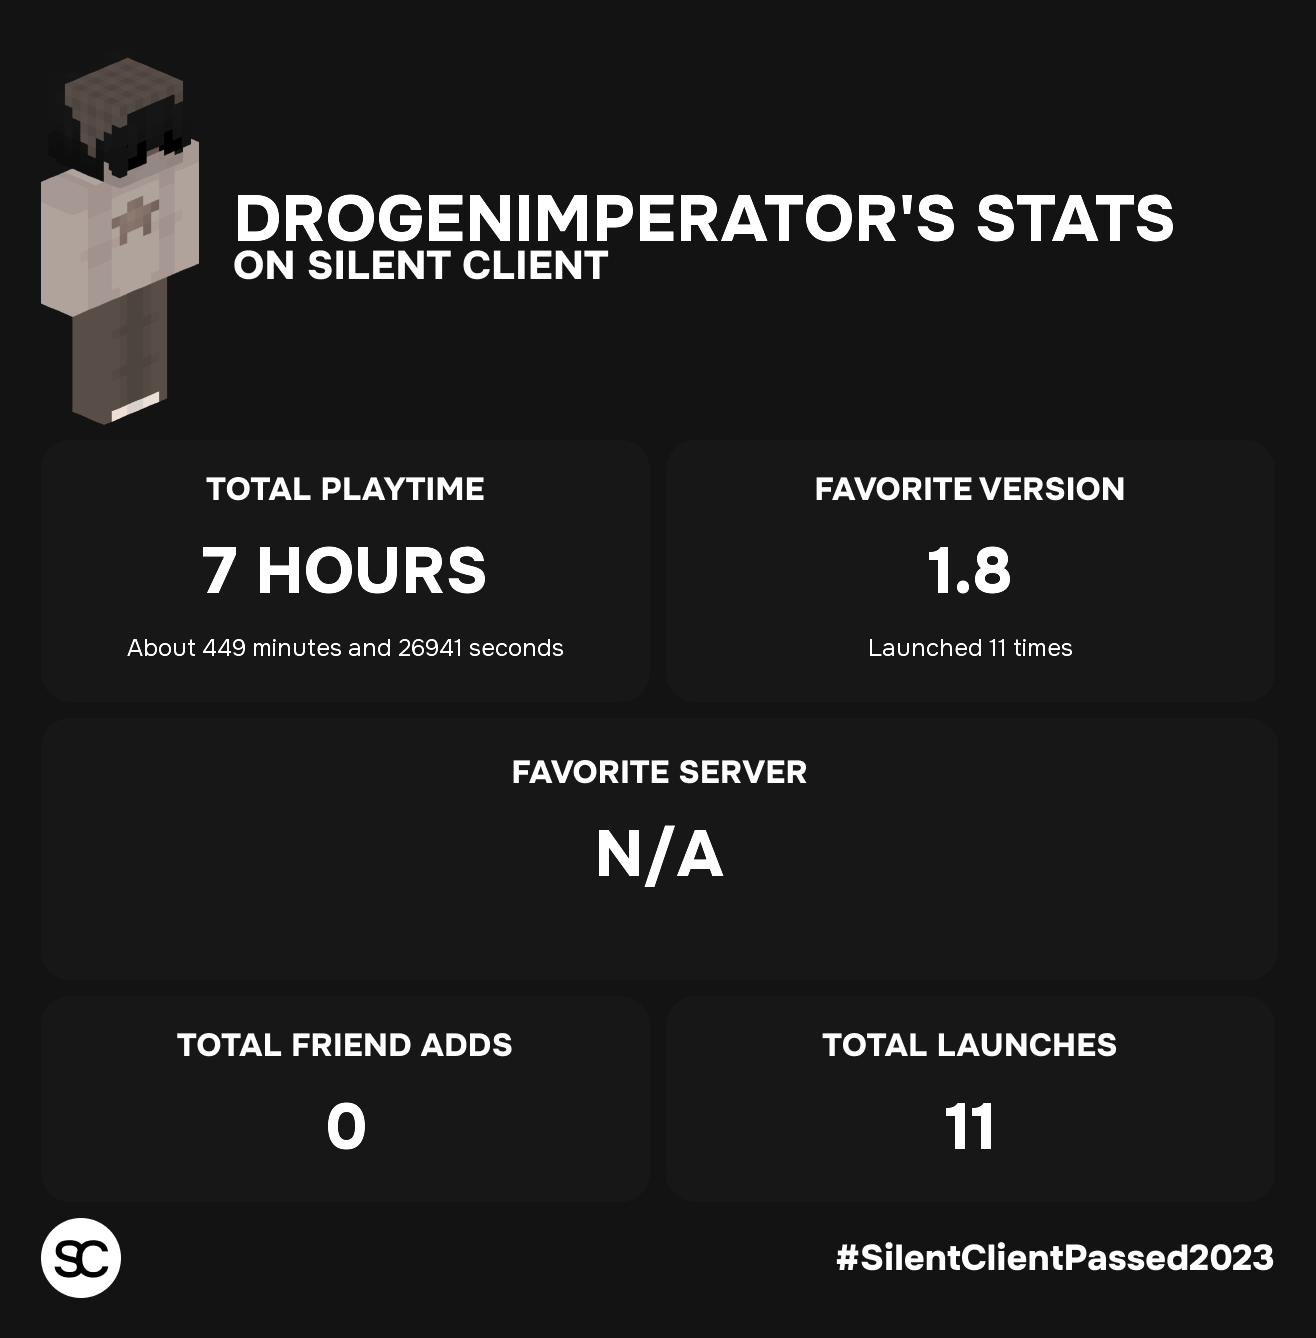 DROGENIMPERATOR'S STATS
ON SILENT CLIENT
TOTAL PLAYTIME
7 HOURS
About 449 minutes and 26941 seconds
FAVORITE VERSION
1.8
Launched 11 times
FAVORITE SERVER
N/A
TOTAL FRIEND ADDS
0
TOTAL LAUNCHES
11
SC
#SilentClientPassed2023